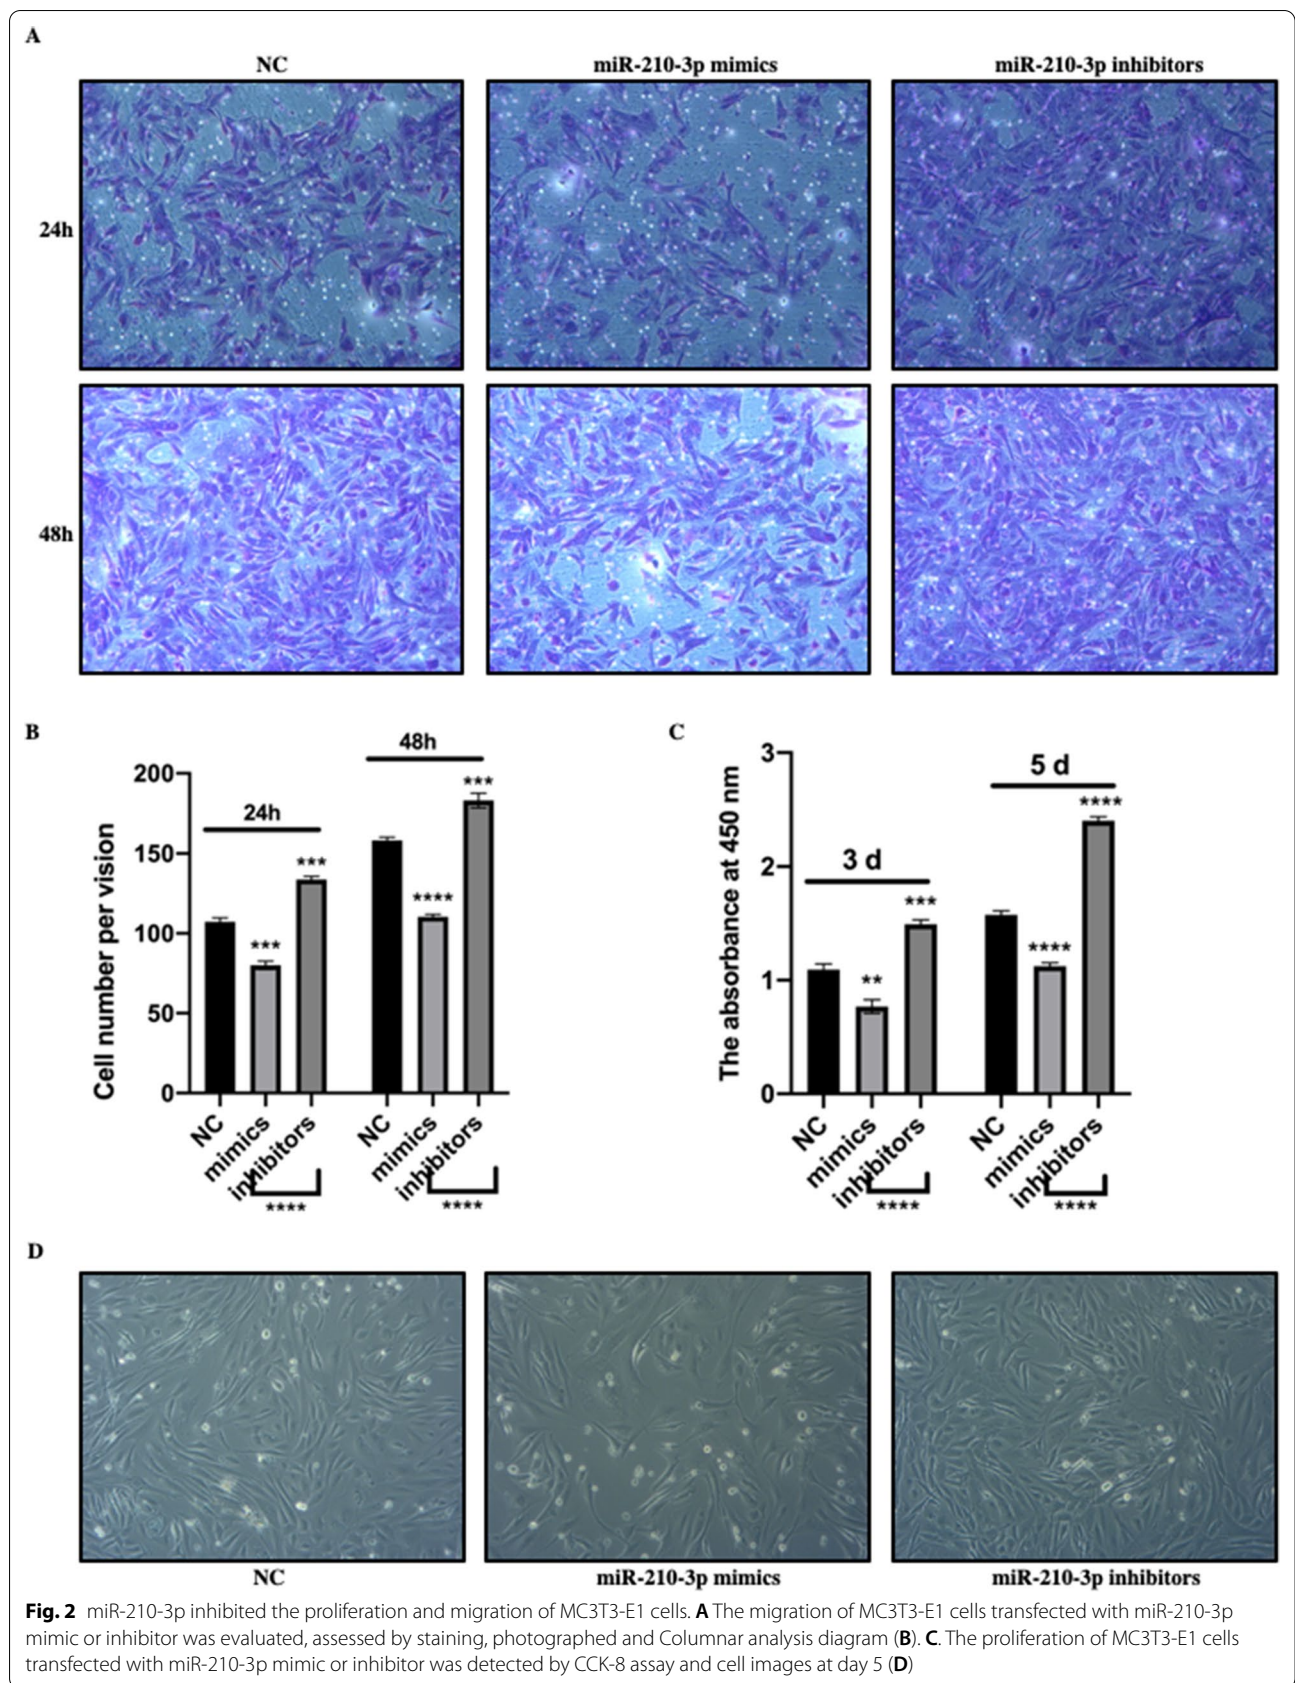 A
NC
miR-210-3p mimics
miR-210-3p inhibitors
24h
48h
B
Cell number per vision
200
150
100
50
0
24h
***
***
48h
****
***
NC
mimics
inhibitors
****
NC
mimics
inhibitors
****
C
The absorbance at 450 nm
3
2
1
0
3 d
**
***
5 d
****
****
NC
mimics
inhibitors
****
NC
mimics
inhibitors
****
D
NC
miR-210-3p mimics
miR-210-3p inhibitors
Fig. 2 miR-210-3p inhibited the proliferation and migration of MC3T3-E1 cells. A The migration of MC3T3-E1 cells transfected with miR-210-3p
mimic or inhibitor was evaluated, assessed by staining, photographed and Columnar analysis diagram (B). C. The proliferation of MC3T3-E1 cells
transfected with miR-210-3p mimic or inhibitor was detected by CCK-8 assay and cell images at day 5 (D)